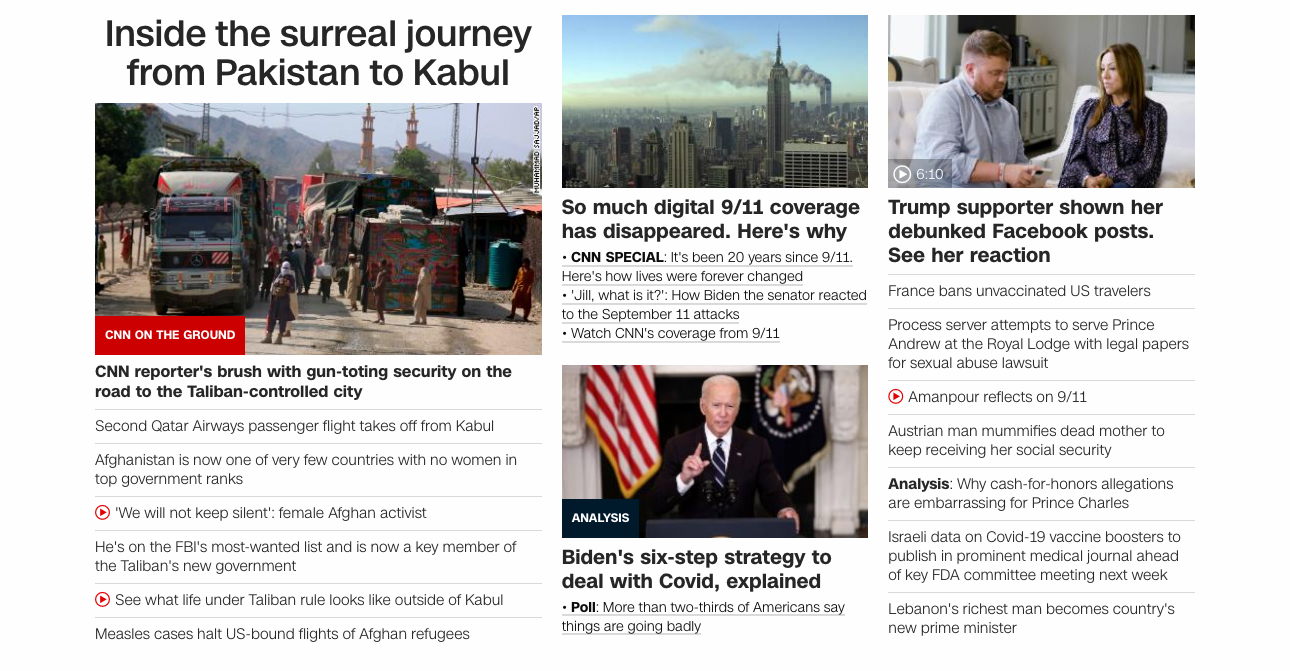 Inside the surreal journey
from Pakistan to Kabul
MUHAMMAD SAJJAD/AP
CNN ON THE GROUND
CNN reporter's brush with gun-toting security on the
road to the Taliban-controlled city
Second Qatar Airways passenger flight takes off from Kabul
Afghanistan is now one of very few countries with no women in
top government ranks
'We will not keep silent': female Afghan activist
He's on the FBI's most-wanted list and is now a key member of
the Taliban's new government
See what life under Taliban rule looks like outside of Kabul
Measles cases halt US-bound flights of Afghan refugees
So much digital 9/11 coverage
has disappeared. Here's why
• CNN SPECIAL: It's been 20 years since 9/11.
Here's how lives were forever changed
• 'Jill, what is it?': How Biden the senator reacted
to the September 11 attacks
• Watch CNN's coverage from 9/11
ANALYSIS
Biden's six-step strategy to
deal with Covid, explained
• Poll: More than two-thirds of Americans say
things are going badly
6:10
Trump supporter shown her
debunked Facebook posts.
See her reaction
France bans unvaccinated US travelers
Process server attempts to serve Prince
Andrew at the Royal Lodge with legal papers
for sexual abuse lawsuit
Amanpour reflects on 9/11
Austrian man mummifies dead mother to
keep receiving her social security
Analysis: Why cash-for-honors allegations
are embarrassing for Prince Charles
Israeli data on Covid-19 vaccine boosters to
publish in prominent medical journal ahead
of key FDA committee meeting next week
Lebanon's richest man becomes country's
new prime minister